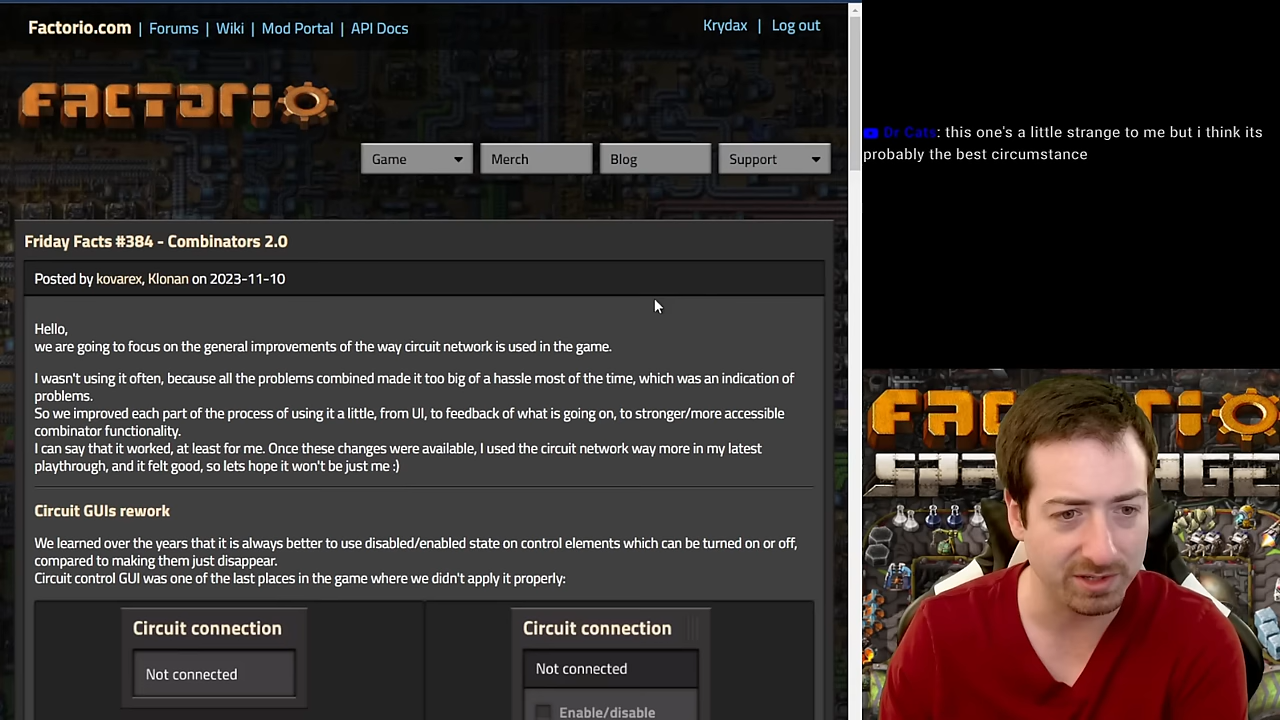 Factorio.com | Forums | Wiki | Mod Portal | API Docs
Krydax | Log out
FACTORIO
Game
Merch
Blog
Support
Friday Facts #384 - Combinators 2.0
Posted by kovarex, Klonan on 2023-11-10
Hello,
we are going to focus on the general improvements of the way circuit network is used in the game.
I wasn't using it often, because all the problems combined made it too big of a hassle most of the time, which was an indication of
problems.
So we improved each part of the process of using it a little, from UI, to feedback of what is going on, to stronger/more accessible
combinator functionality.
I can say that it worked, at least for me. Once these changes were available, I used the circuit network way more in my latest
playthrough, and it felt good, so lets hope it won't be just me :)
Circuit GUIs rework
We learned over the years that it is always better to use disabled/enabled state on control elements which can be turned on or off,
compared to making them just disappear.
Circuit control GUI was one of the last places in the game where we didn't apply it properly:
Circuit connection
Not connected
Circuit connection
Not connected
Enable/disable
Dr Cats: this one's a little strange to me but i think its
probably the best circumstance